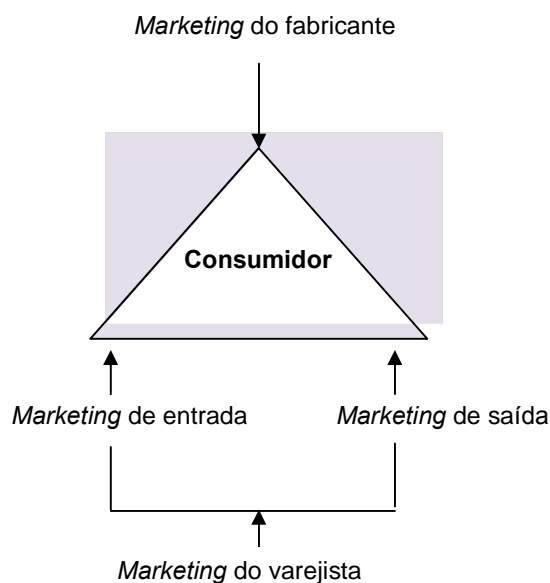 Marketing do fabricante
Consumidor
Marketing de entrada
Marketing de saída
Marketing do varejista